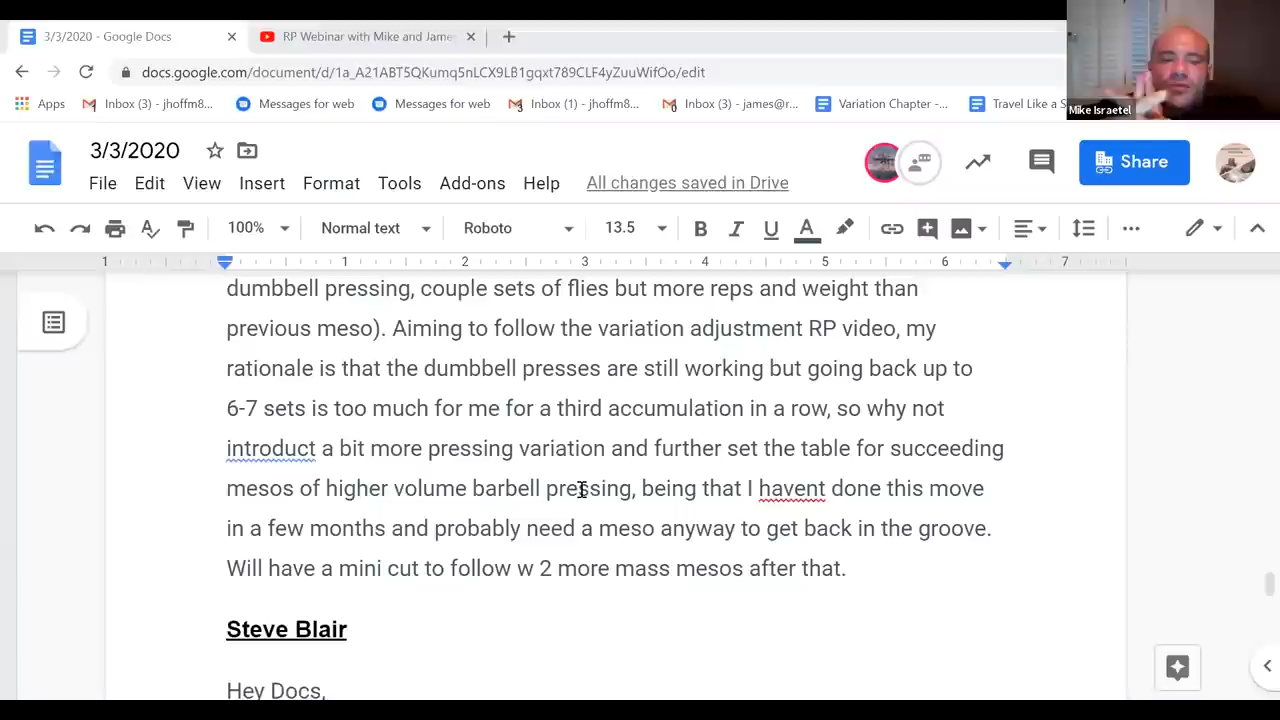 3/3/2020 - Google Docs
RP Webinar with Mike and Jame
docs.google.com/document/d/1a_A21ABT5QKumq5nLCX9LB1gqxt789CLF4yZuuWifOo/edit
Apps
Inbox (3) - jhoffm8...
Messages for web
Messages for web
Inbox (1) - jhoffm8...
Inbox (3) - james@r...
Variation Chapter -...
Travel Like a S
Mike Israetel
3/3/2020
Share
File Edit View Insert Format Tools Add-ons Help All changes saved in Drive
100% Normal text Roboto 13.5 B I U A
1 1 2 3 4 5 6 7
dumbbell pressing, couple sets of flies but more reps and weight than
previous meso). Aiming to follow the variation adjustment RP video, my
rationale is that the dumbbell presses are still working but going back up to
6-7 sets is too much for me for a third accumulation in a row, so why not
introduct a bit more pressing variation and further set the table for succeeding
mesos of higher volume barbell pressing, being that I havent done this move
in a few months and probably need a meso anyway to get back in the groove.
Will have a mini cut to follow w 2 more mass mesos after that.
Steve Blair
Hey Docs,